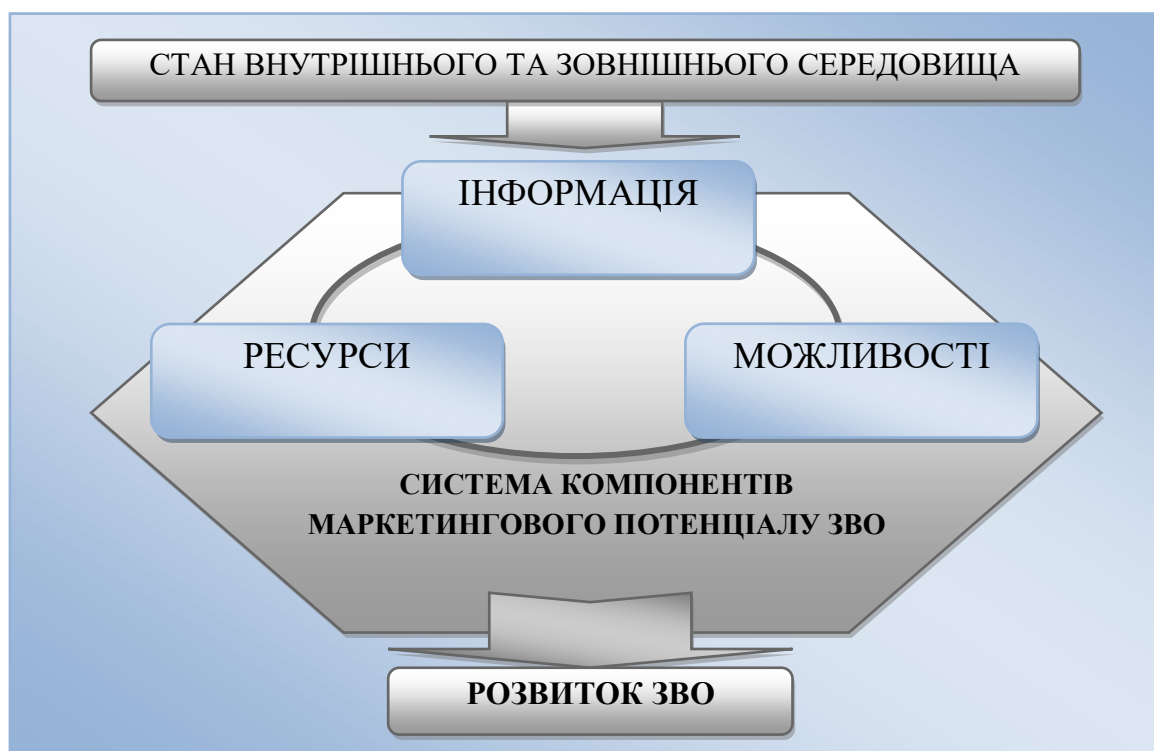 СТАН ВНУТРІШНЬОГО ТА ЗОВНІШНЬОГО СЕРЕДОВИЩА
ІНФОРМАЦІЯ
РЕСУРСИ
МОЖЛИВОСТІ
СИСТЕМА КОМПОНЕНТІВ
МАРКЕТИНГОВОГО ПОТЕНЦІАЛУ ЗВО
РОЗВИТОК ЗВО